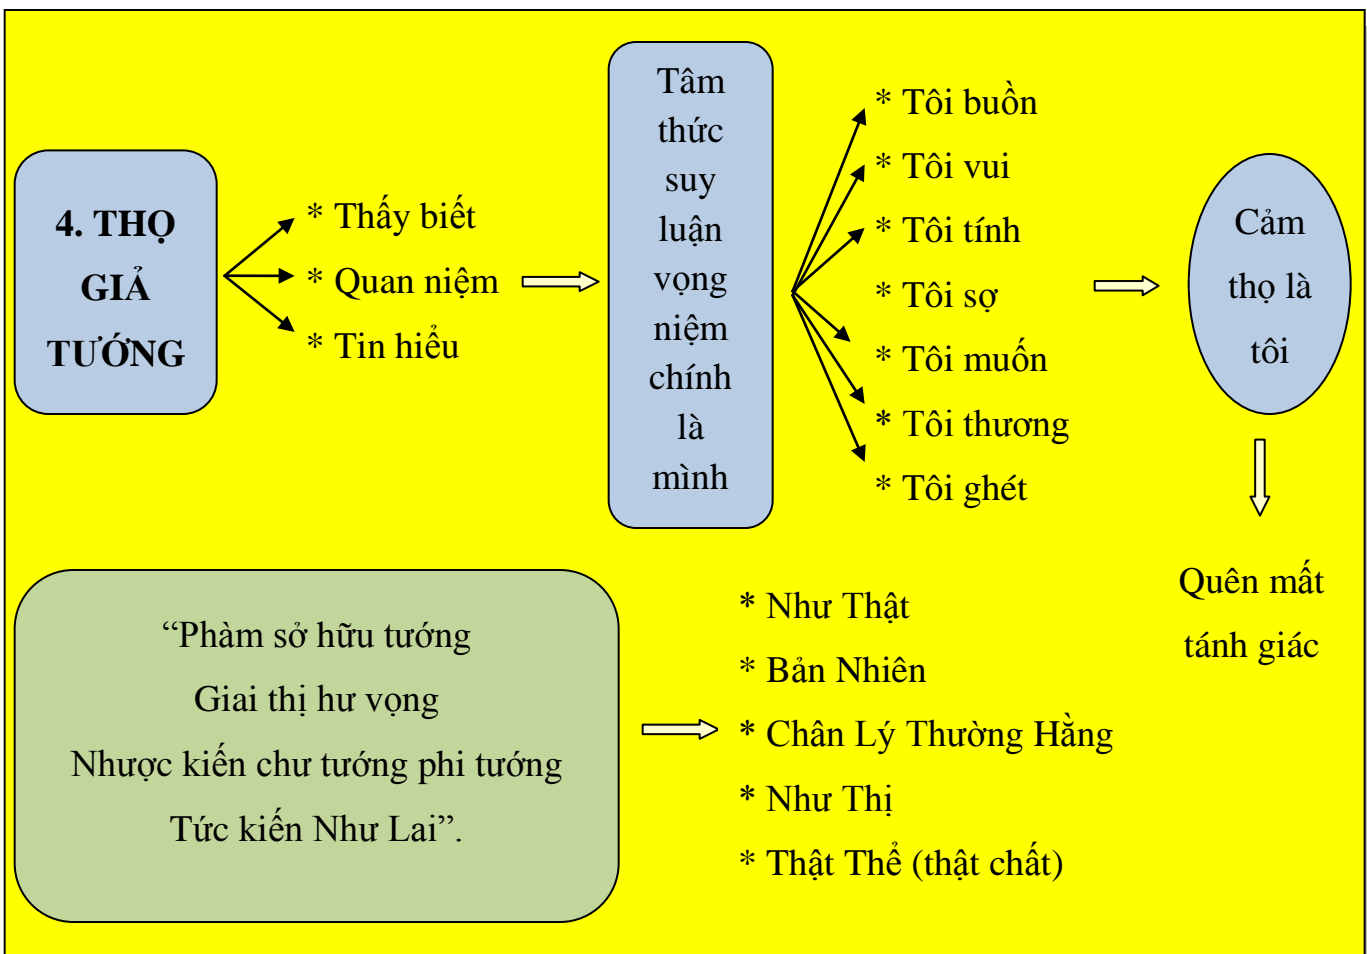 4. THỌ
GIẢ
TƯỚNG
* Thấy biết
* Quan niệm
* Tin hiểu
Tâm
thức
suy
luận
vọng
niệm
chính
là
mình
* Tôi buồn
* Tôi vui
* Tôi tính
* Tôi sợ
* Tôi muốn
* Tôi thương
* Tôi ghét
Cảm
thọ là
tôi
Quên mất
tánh giác
“Phàm sở hữu tướng
Giai thị hư vọng
Nhược kiến chư tướng phi tướng
Tức kiến Như Lai”.
* Như Thật
* Bản Nhiên
* Chân Lý Thường Hằng
* Như Thị
* Thật Thể (thật chất)